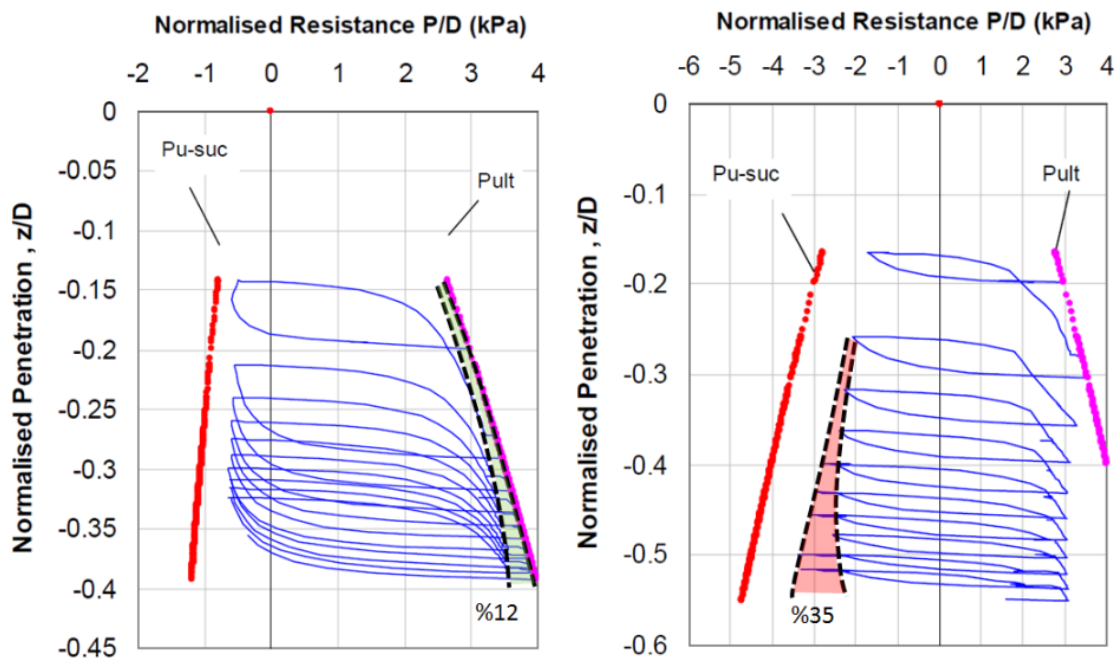 Normalised Resistance P/D (kPa)
-2 -1 0 1 2 3 4
0
-0.05
-0.1
-0.15
-0.2
-0.25
-0.3
-0.35
-0.4
-0.45
Normalised Penetration , z/D
Pu-suc
Pult
%12
Normalised Resistance P/D (kPa)
-6 -5 -4 -3 -2 -1 0 1 2 3 4
0
-0.1
-0.2
-0.3
-0.4
-0.5
-0.6
Normalised Penetration, z/D
Pu-suc
Pult
%35